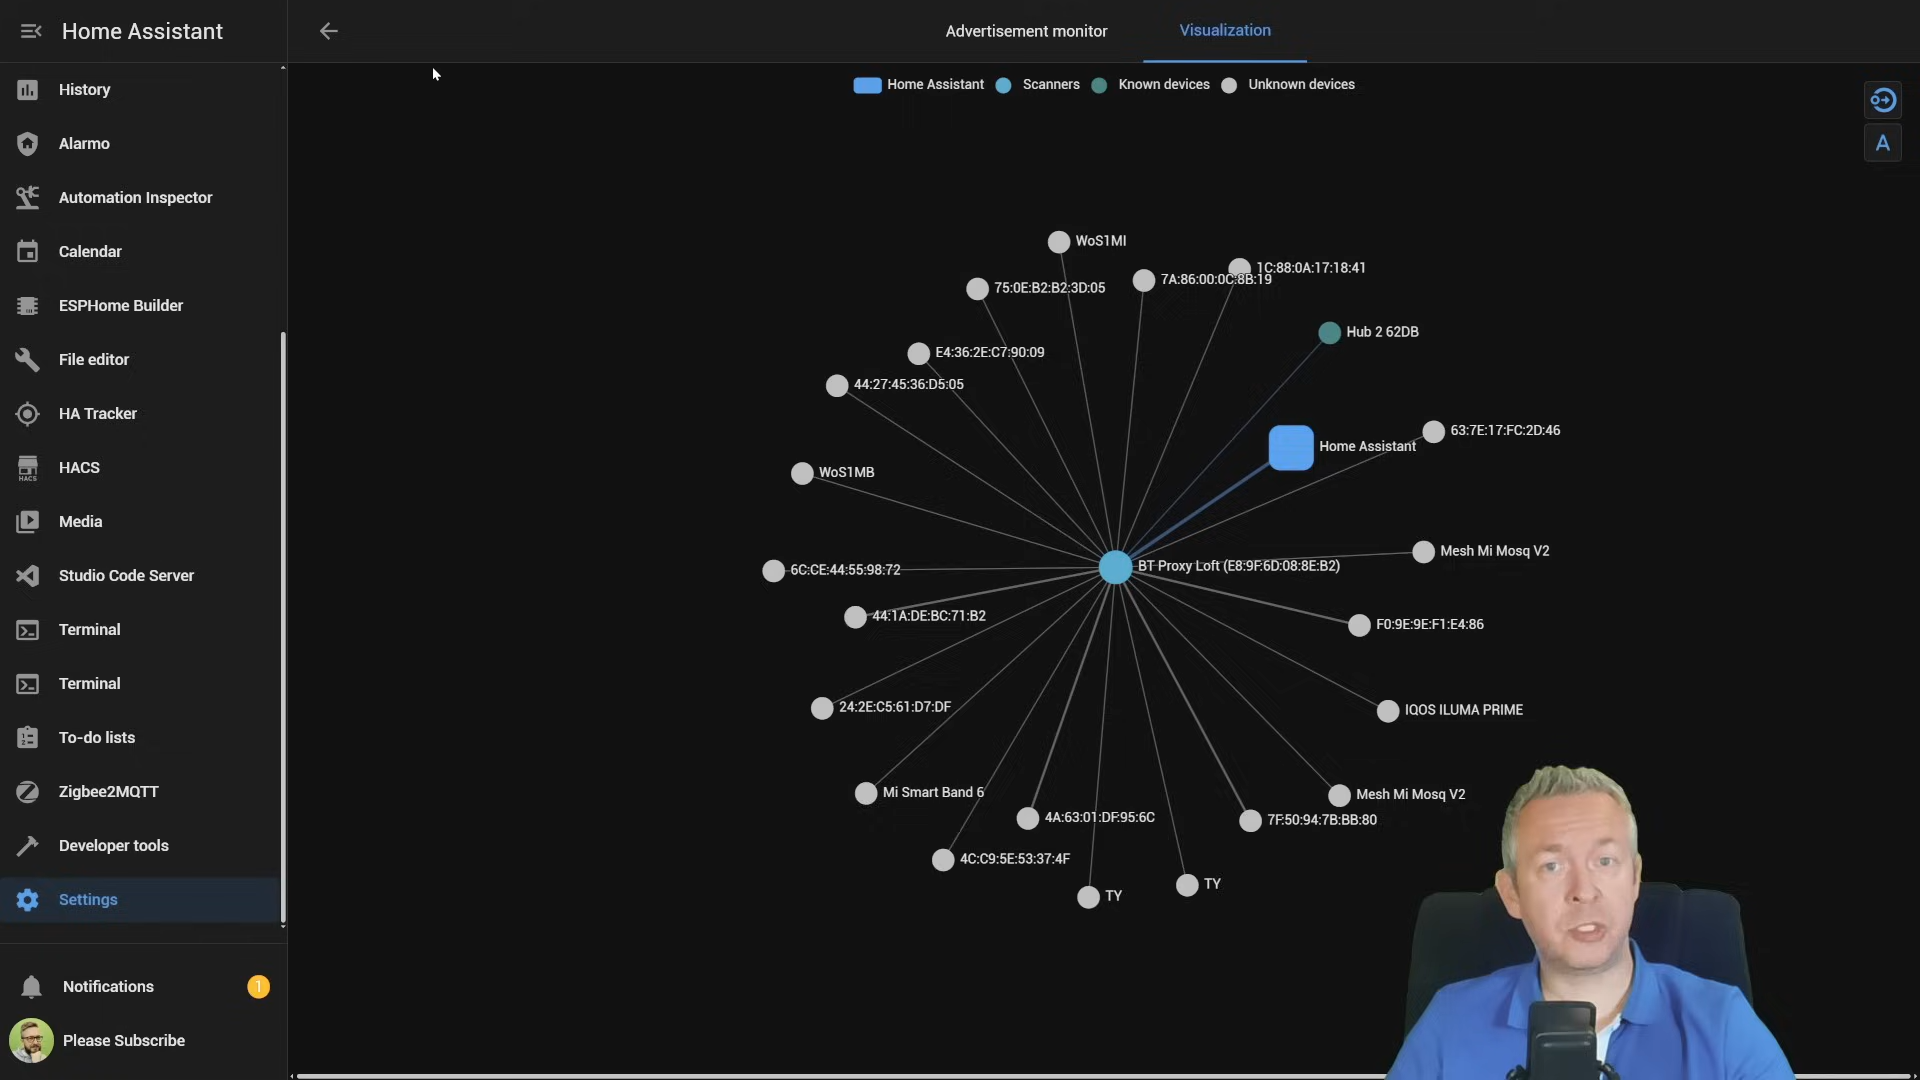 Home Assistant
History
Alarmo
Automation Inspector
Calendar
ESPHome Builder
File editor
HA Tracker
HACS
HACS
Media
Studio Code Server
Terminal
Terminal
To-do lists
Zigbee2MQTT
Developer tools
Settings
Notifications
1
Please Subscribe
Advertisement monitor
Visualization
Home Assistant
Scanners
Known devices
Unknown devices
A
WoS1MI
1C:88:0A:17:18:41
7A:86:00:0C:8B:19
75:0E:B2:B2:3D:05
Hub 2 62DB
E4:36:2E:C7:90:09
44:27:45:36:D5:05
63:7E:17:FC:2D:46
Home Assistant
WoS1MB
Mesh Mi Mosq V2
BT Proxy Loft (E8:9F:6D:08:8E:B2)
6C:CE:44:55:98:72
44:1A:DE:BC:71:B2
F0:9E:9E:F1:E4:86
24:2E:C5:61:D7:DF
IQOS ILUMA PRIME
Mi Smart Band 6
Mesh Mi Mosq V2
4A:63:01:DF:95:6C
7F:50:94:7B:BB:80
4C:C9:5E:53:37:4F
TY
TY